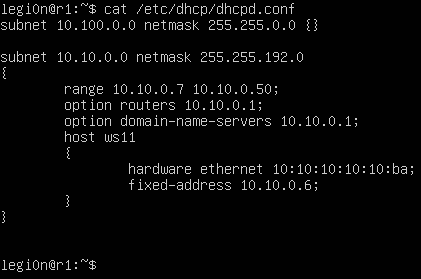 legi0n@r1:~$ cat /etc/dhcp/dhcpd.conf
subnet 10.100.0.0 netmask 255.255.0.0 {}

subnet 10.10.0.0 netmask 255.255.192.0
{
        range 10.10.0.7 10.10.0.50;
        option routers 10.10.0.1;
        option domain-name-servers 10.10.0.1;
        host ws11
        {
                hardware ethernet 10:10:10:10:10:ba;
                fixed-address 10.10.0.6;
        }
}

legi0n@r1:~$